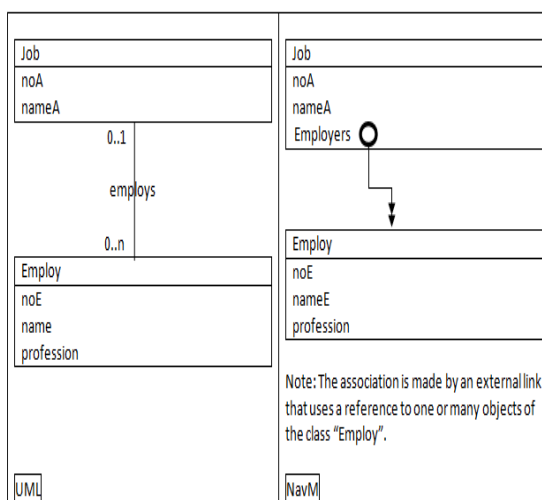 Job
noA
nameA
0..1
employs
0..n
Employ
noE
name
profession
UML
Job
noA
nameA
Employers
Employ
noE
nameE
profession
Note: The association is made by an external link
that uses a reference to one or many objects of
the class “Employ”.
NavM